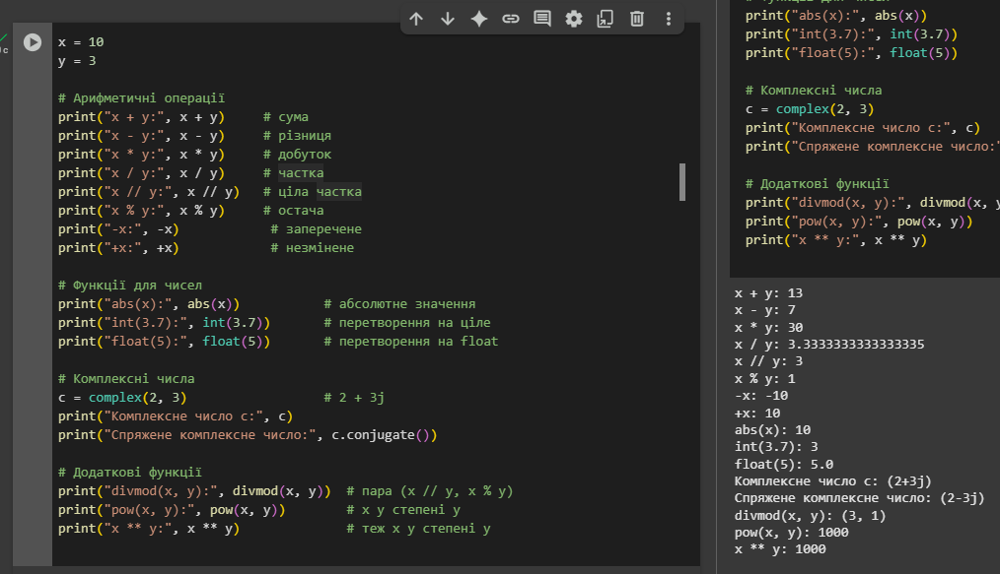 x = 10
y = 3
# Арифметичні операції
print("x + y:", x + y)     # сума
print("x - y:", x - y)     # різниця
print("x * y:", x * y)     # добуток
print("x / y:", x / y)     # частка
print("x // y:", x // y)   # ціла частка
print("x % y:", x % y)     # остача
print("-x:", -x)            # заперечене
print("+x:", +x)            # незмінене
# Функції для чисел
print("abs(x):", abs(x))           # абсолютне значення
print("int(3.7):", int(3.7))       # перетворення на ціле
print("float(5):", float(5))       # перетворення на float
# Комплексні числа
c = complex(2, 3)                  # 2 + 3j
print("Комплексне число c:", c)
print("Спряжене комплексне число:", c.conjugate())
# Додаткові функції
print("divmod(x, y):", divmod(x, y))  # пара (x // y, x % y)
print("pow(x, y):", pow(x, y))        # x у степені y
print("x ** y:", x ** y)              # теж x у степені y
print("abs(x):", abs(x))
print("int(3.7):", int(3.7))
print("float(5):", float(5))
# Комплексні числа
c = complex(2, 3)
print("Комплексне число c:", c)
print("Спряжене комплексне число:"
# Додаткові функції
print("divmod(x, y):", divmod(x, y
print("pow(x, y):", pow(x, y))
print("x ** y:", x ** y)
x + y: 13
x - y: 7
x * y: 30
x / y: 3.3333333333333335
x // y: 3
x % y: 1
-x: -10
+x: 10
abs(x): 10
int(3.7): 3
float(5): 5.0
Комплексне число c: (2+3j)
Спряжене комплексне число: (2-3j)
divmod(x, y): (3, 1)
pow(x, y): 1000
x ** y: 1000